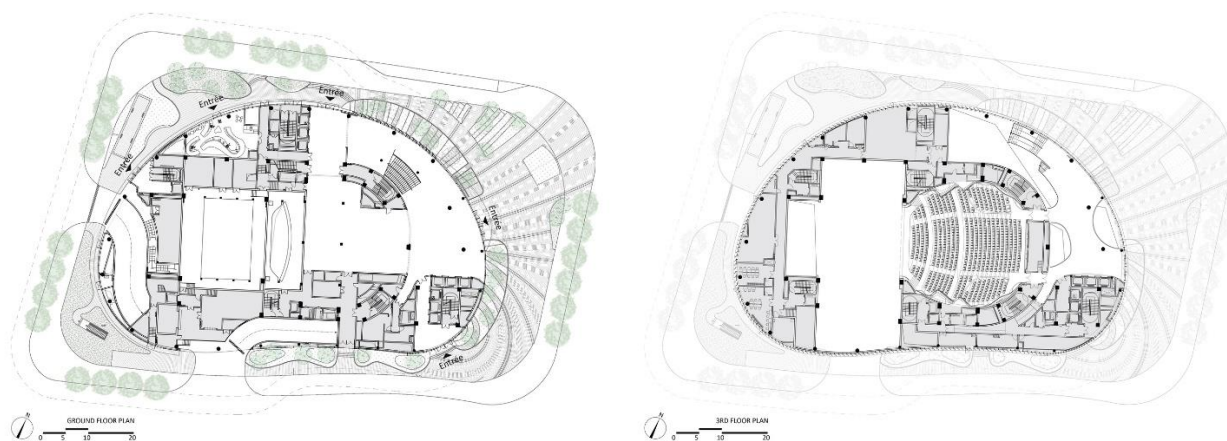 Entrée
Entrée
Entrée
Entrée
Entrée
N
GROUND FLOOR PLAN
0 5 10 20
N
3RD FLOOR PLAN
0 5 10 20